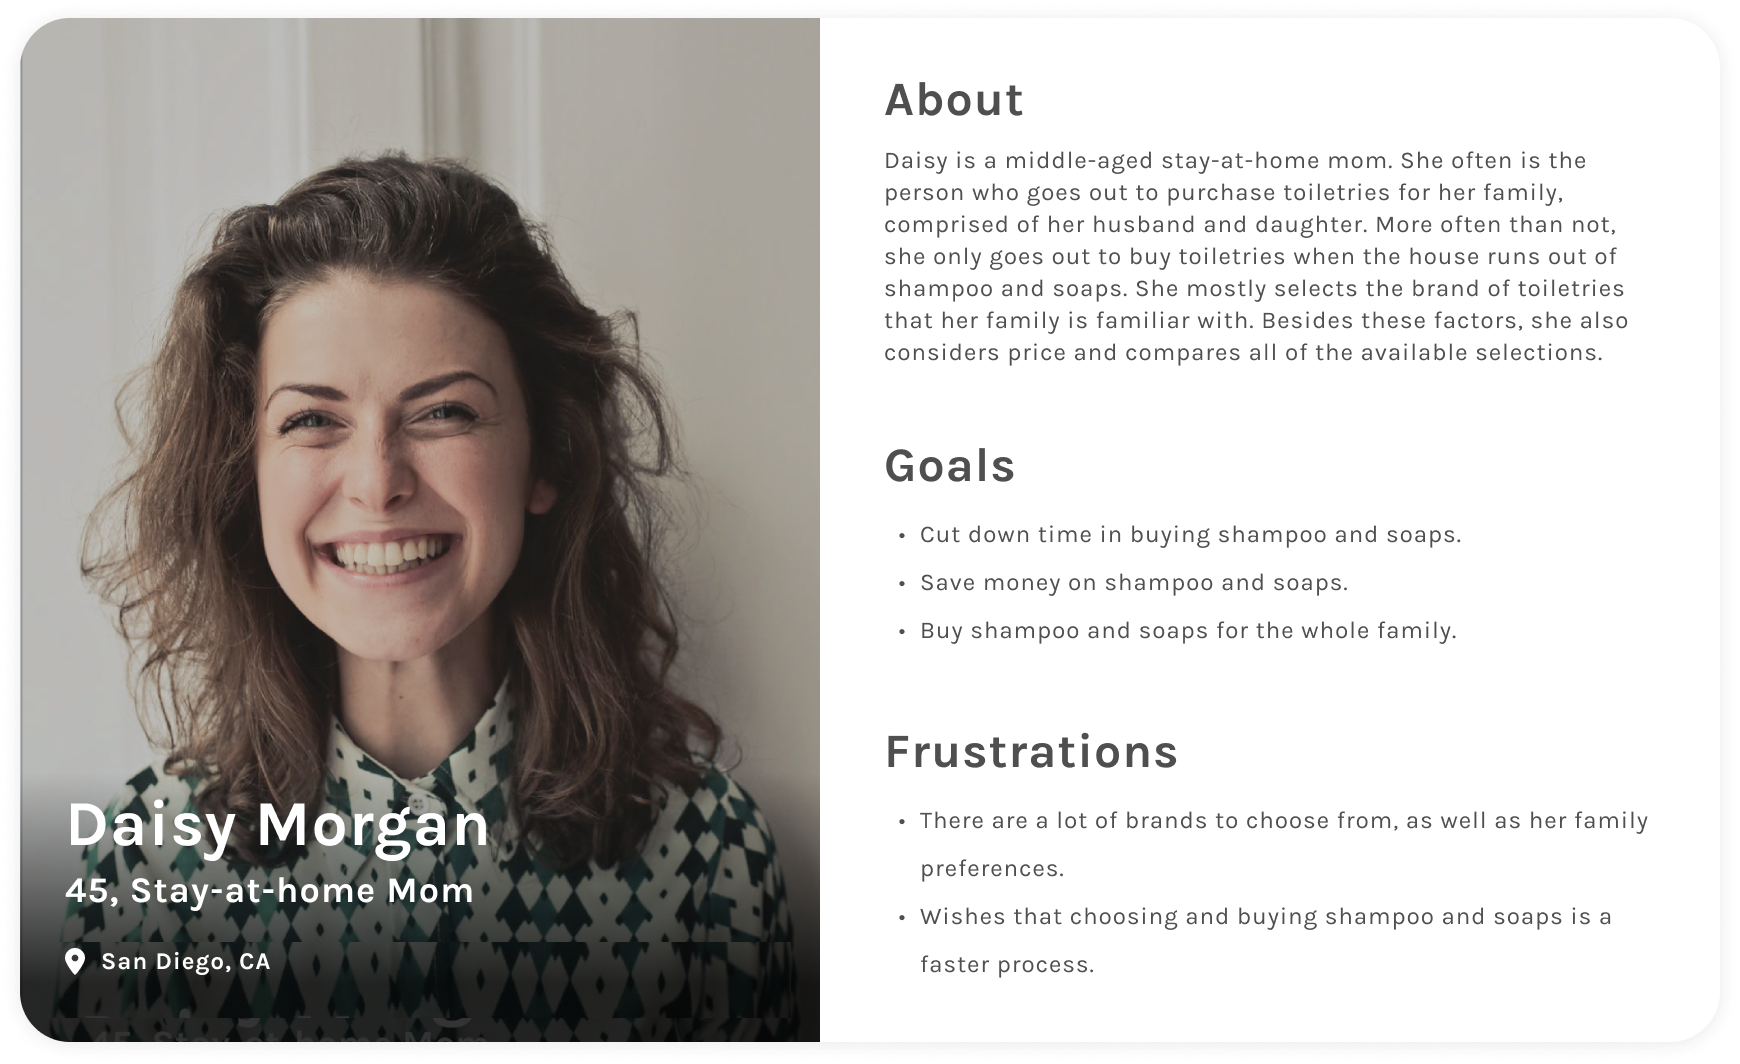 Daisy Morgan
45, Stay-at-home Mom
San Diego, CA
45, Stay-at-home Mom
About
Daisy is a middle-aged stay-at-home mom. She often is the
person who goes out to purchase toiletries for her family,
comprised of her husband and daughter. More often than not,
she only goes out to buy toiletries when the house runs out of
shampoo and soaps. She mostly selects the brand of toiletries
that her family is familiar with. Besides these factors, she also
considers price and compares all of the available selections.
Goals
• Cut down time in buying shampoo and soaps.
• Save money on shampoo and soaps.
• Buy shampoo and soaps for the whole family.
Frustrations
• There are a lot of brands to choose from, as well as her family
preferences.
• Wishes that choosing and buying shampoo and soaps is a
faster process.